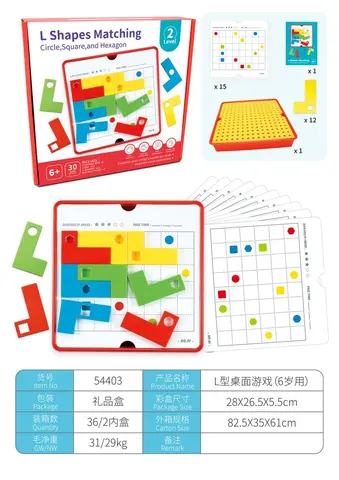 L Shapes Matching
Circle,Square,and Hexagon
2
Level
6+
30
x 15
x 1
x 12
x 1
货号
Item No.
54403
产品名称
Product Name
L型桌面游戏(6岁用)
包装
Package
礼品盒
彩盒尺寸
Package Size
28X26.5X5.5cm
装箱数
Quantity
36/2内盒
外箱规格
Carton Size
82.5X35X61cm
毛净重
GW/NW
31/29kg
备注
Remark